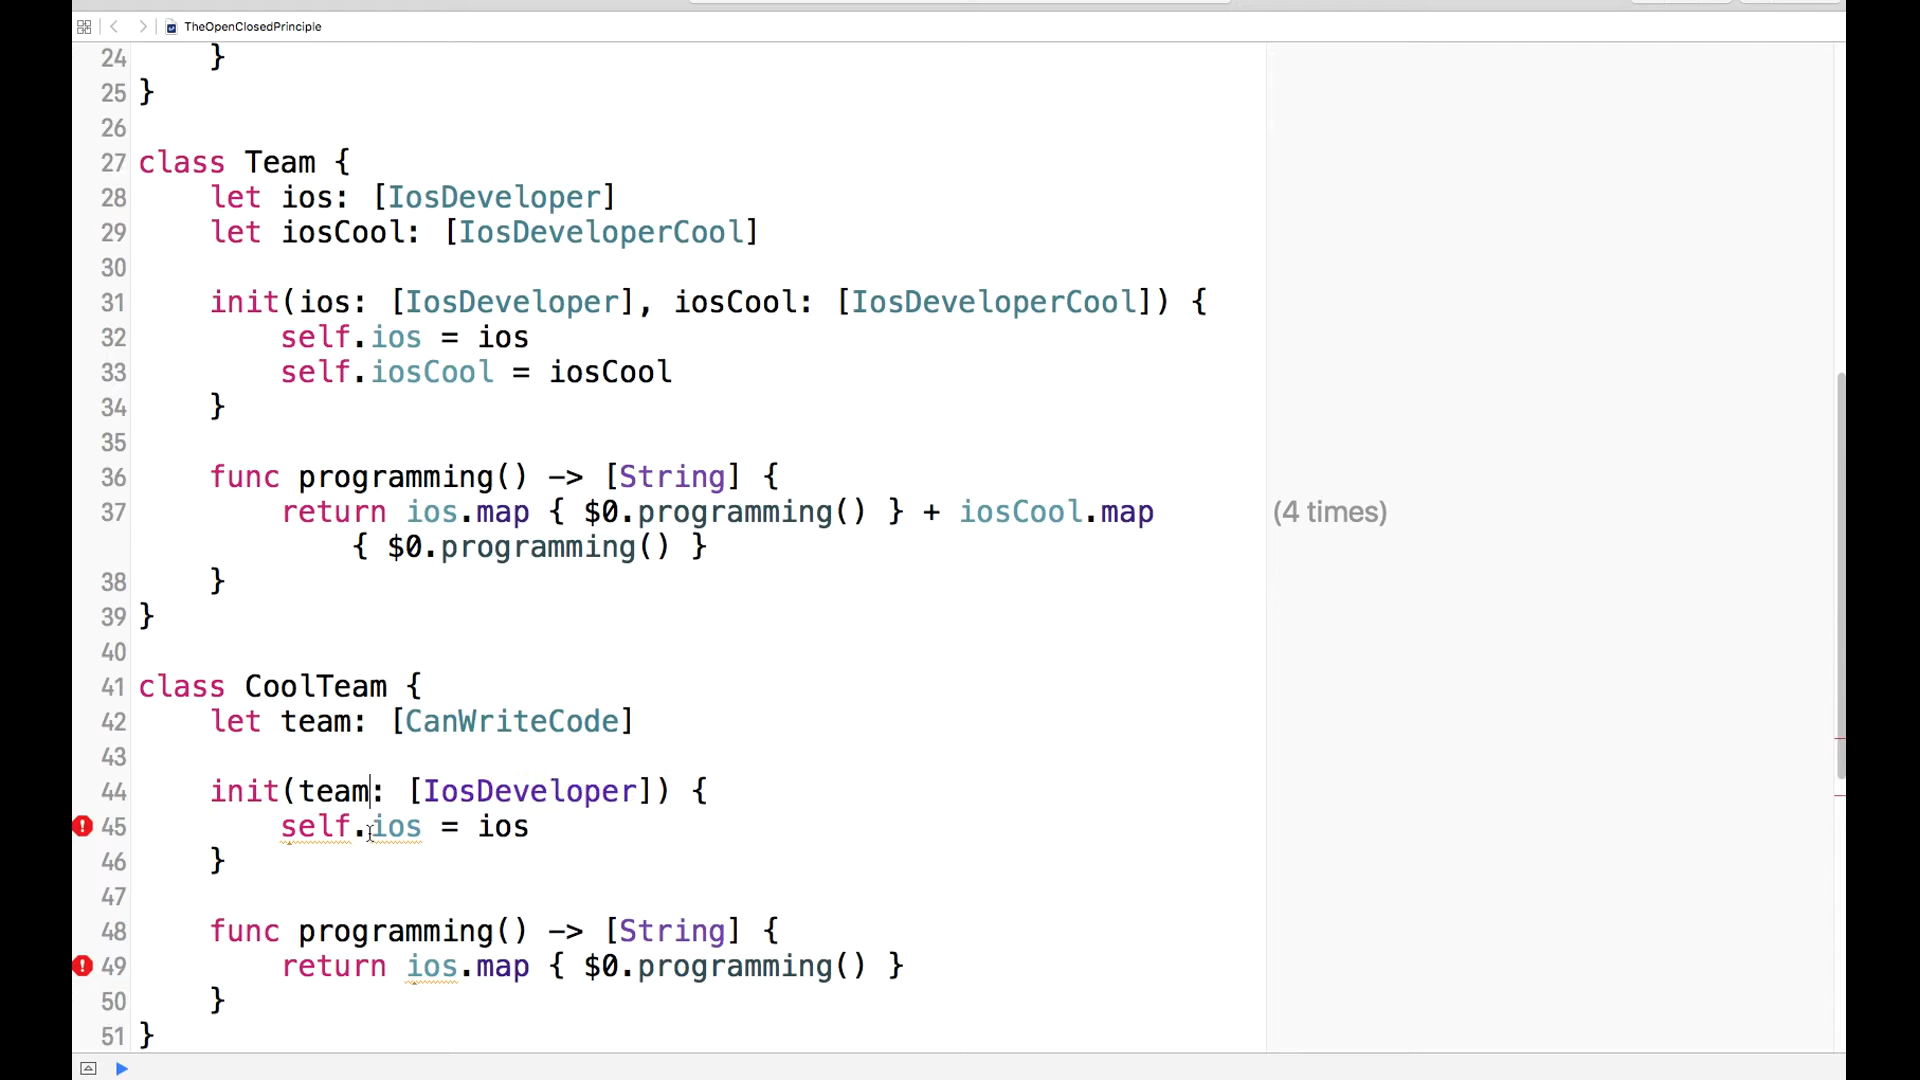 TheOpenClosedPrinciple
24 }
25 }
26
27 class Team {
28 let ios: [IosDeveloper]
29 let iosCool: [IosDeveloperCool]
30
31 init(ios: [IosDeveloper], iosCool: [IosDeveloperCool]) {
32 self.ios = ios
33 self.iosCool = iosCool
34 }
35
36 func programming() -> [String] {
37 return ios.map { $0.programming() } + iosCool.map (4 times)
{ $0.programming() }
38 }
39 }
40
41 class CoolTeam {
42 let team: [CanWriteCode]
43
44 init(team: [IosDeveloper]) {
45 self.ios = ios
46 }
47
48 func programming() -> [String] {
49 return ios.map { $0.programming() }
50 }
51 }